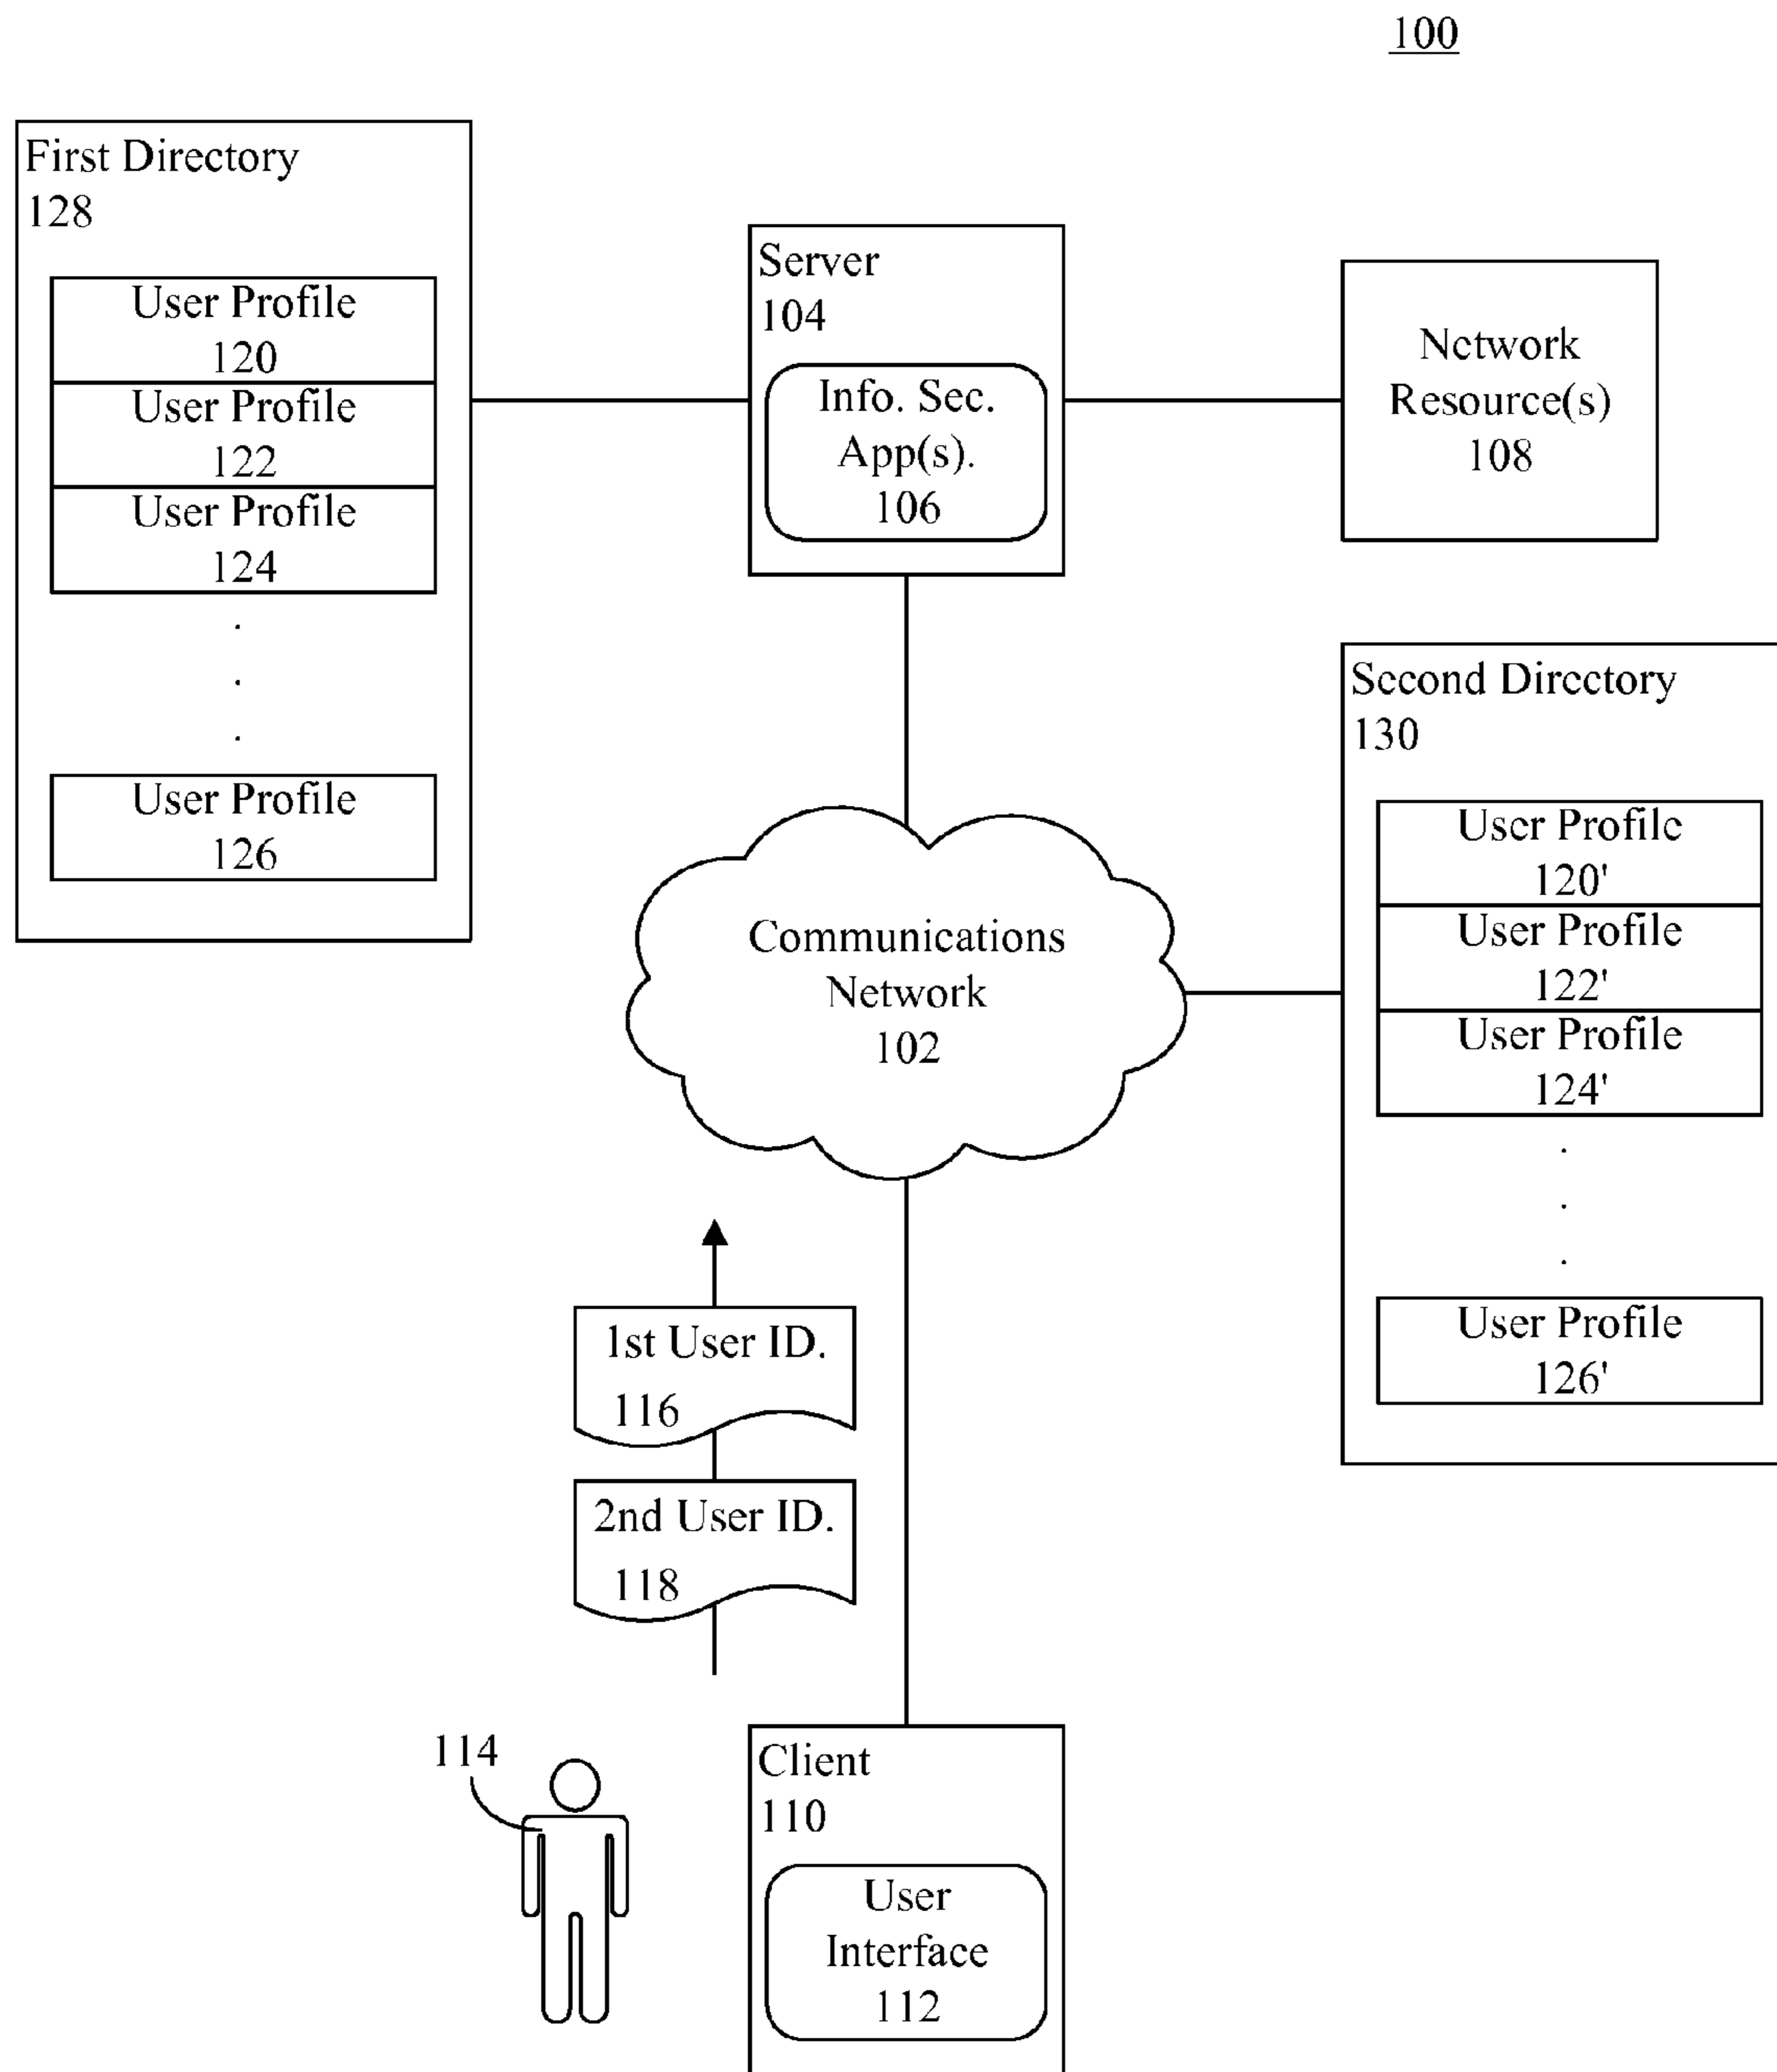 100
First Directory
128
User Profile
120
User Profile
122
User Profile
124
.
.
.
User Profile
126
Server
104
Info. Sec.
App(s).
106
Network
Resource(s)
108
Second Directory
130
User Profile
120'
User Profile
122'
User Profile
124'
.
.
.
User Profile
126'
Communications
Network
102
1st User ID.
116
2nd User ID.
118
114
Client
110
User
Interface
112